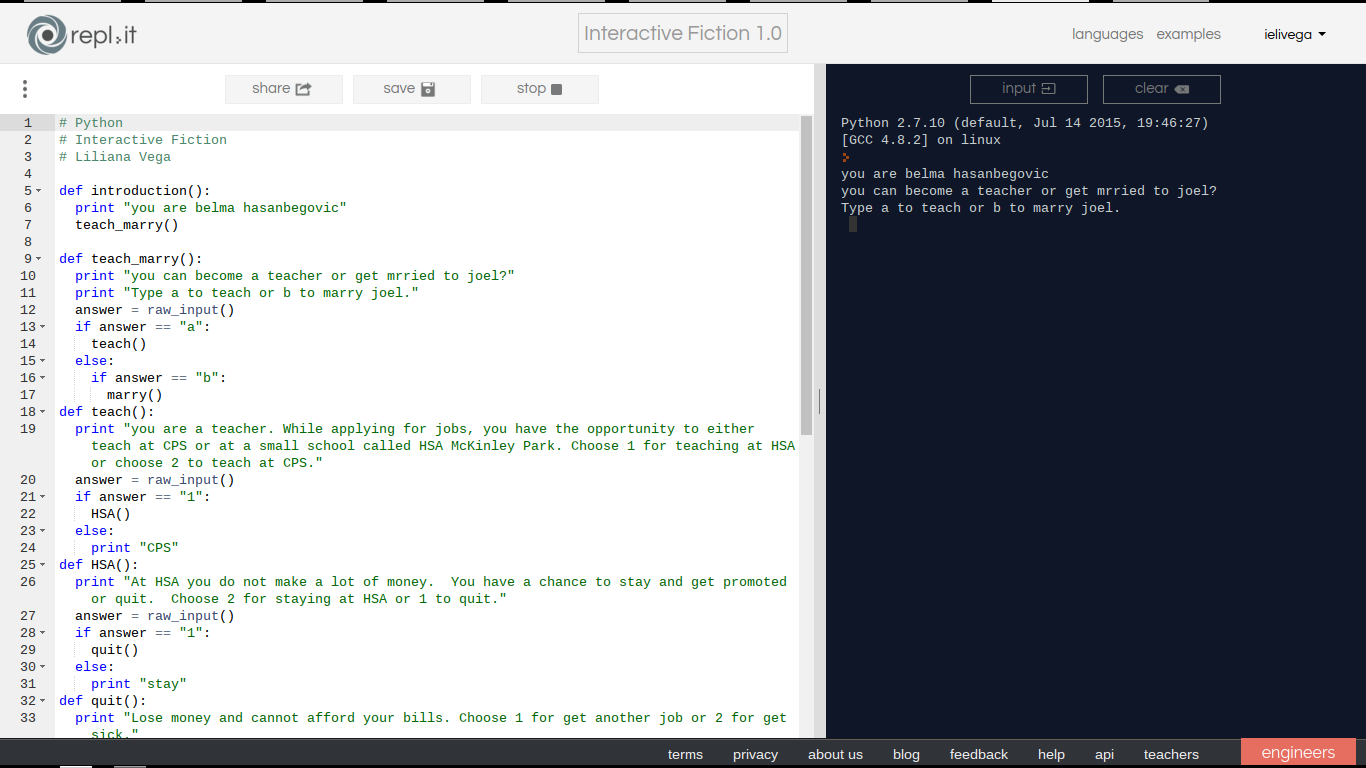 repl.it
Interactive Fiction 1.0
languages examples ielivega
share save stop
input clear
1 # Python
2 # Interactive Fiction
3 # Liliana Vega
4
5 def introduction():
6 print "you are belma hasanbegovic"
7 teach_marry()
8
9 def teach_marry():
10 print "you can become a teacher or get mrried to joel?"
11 print "Type a to teach or b to marry joel."
12 answer = raw_input()
13 if answer == "a":
14 teach()
15 else:
16 if answer == "b":
17 marry()
18 def teach():
19 print "you are a teacher. While applying for jobs, you have the opportunity to either
teach at CPS or at a small school called HSA McKinley Park. Choose 1 for teaching at HSA
or choose 2 to teach at CPS."
20 answer = raw_input()
21 if answer == "1":
22 HSA()
23 else:
24 print "CPS"
25 def HSA():
26 print "At HSA you do not make a lot of money.  You have a chance to stay and get promoted
or quit.  Choose 2 for staying at HSA or 1 to quit."
27 answer = raw_input()
28 if answer == "1":
29 quit()
30 else:
31 print "stay"
32 def quit():
33 print "Lose money and cannot afford your bills. Choose 1 for get another job or 2 for get
sick."
Python 2.7.10 (default, Jul 14 2015, 19:46:27)
[GCC 4.8.2] on linux
you are belma hasanbegovic
you can become a teacher or get mrried to joel?
Type a to teach or b to marry joel.
terms privacy about us blog feedback help api teachers engineers